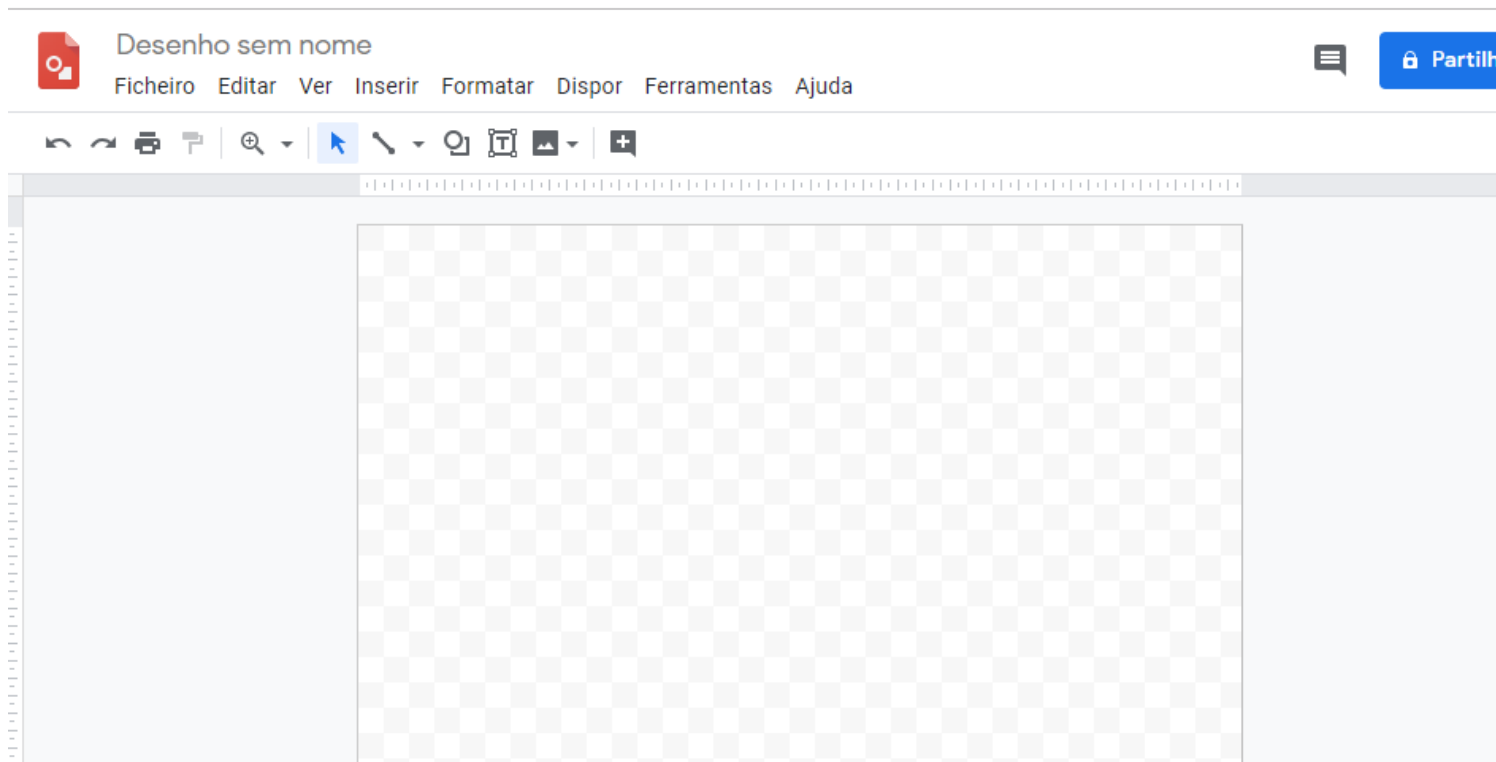 Desenho sem nome
Ficheiro Editar Ver Inserir Formatar Dispor Ferramentas Ajuda
Partilh